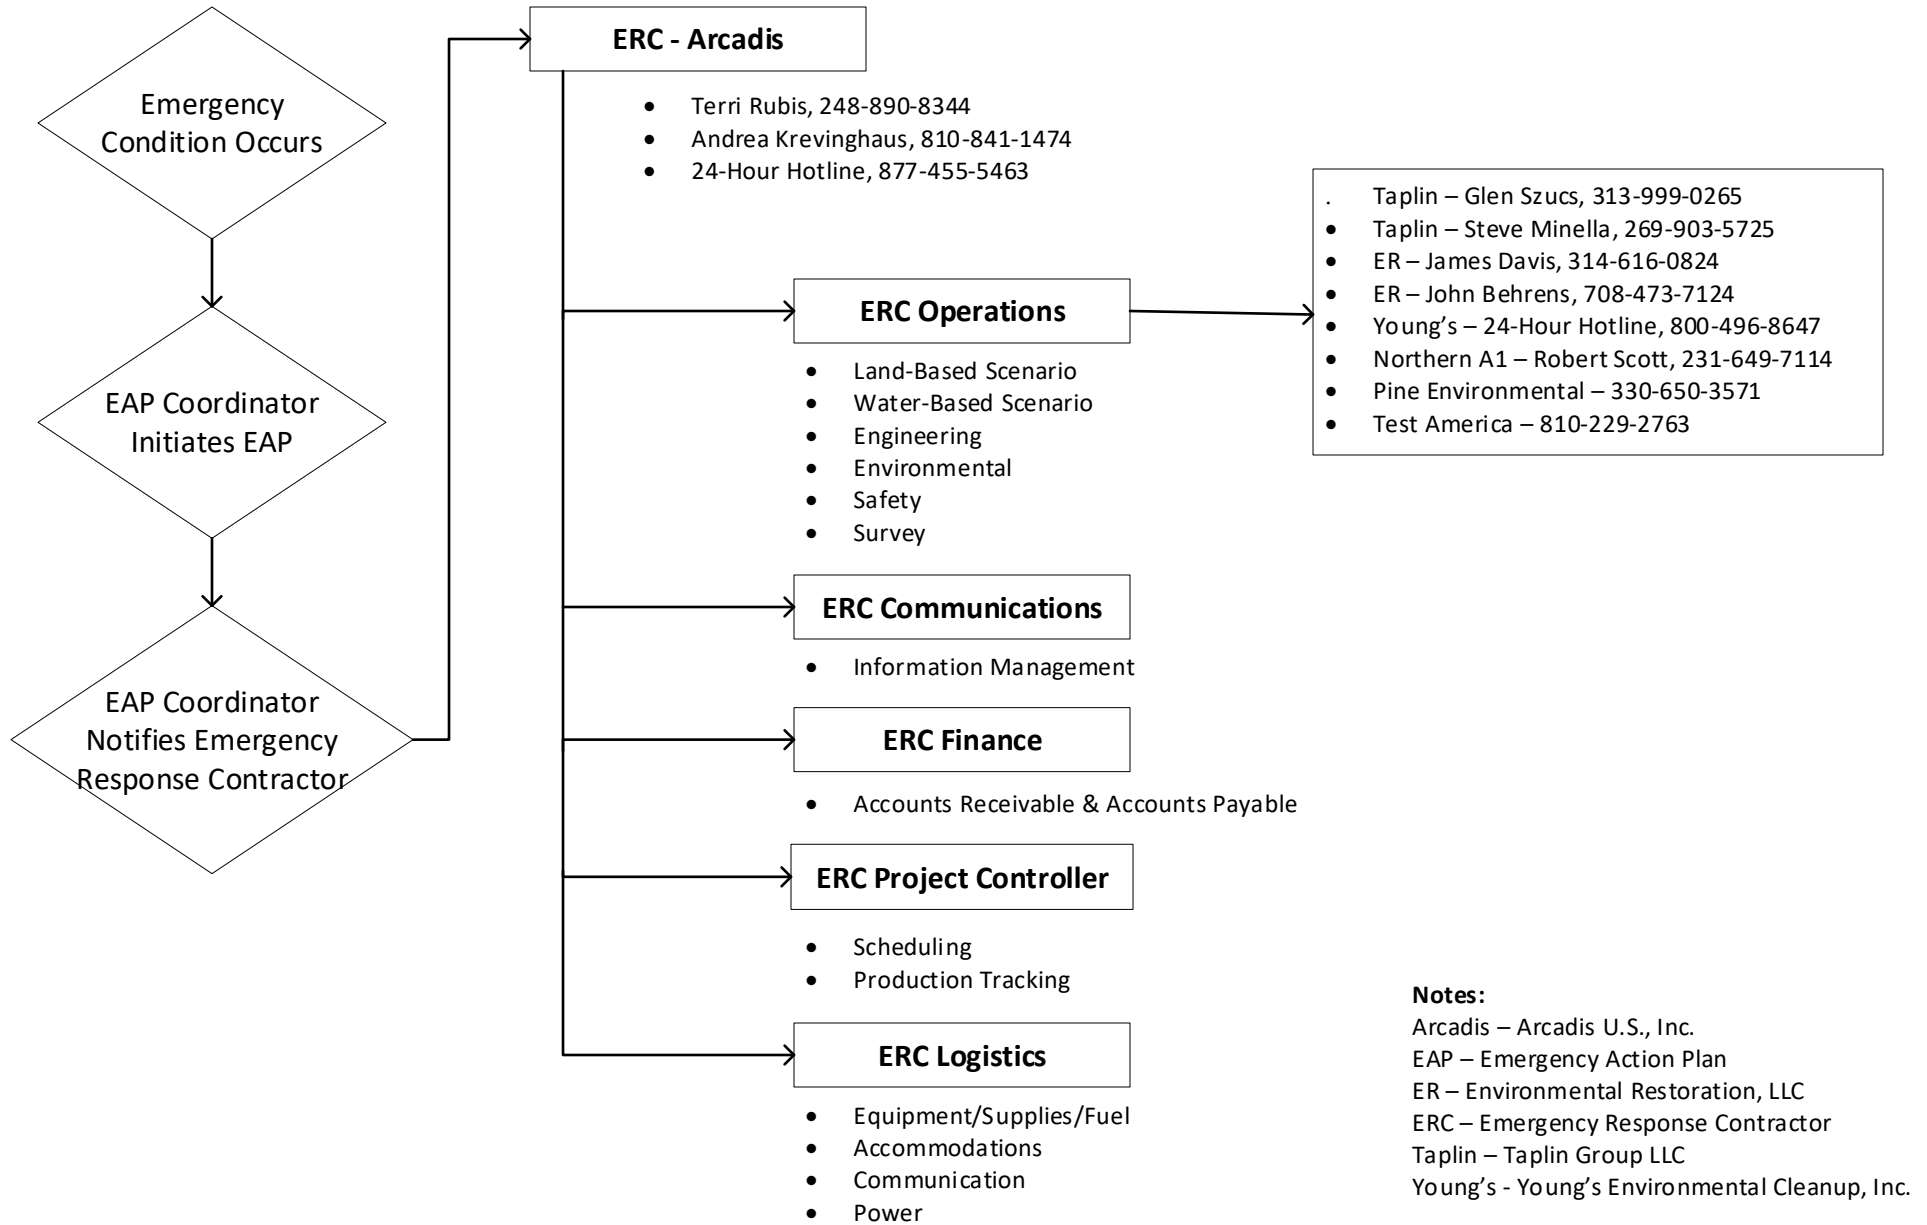 Emergency
Condition Occurs
EAP Coordinator
Initiates EAP
EAP Coordinator
Notifies Emergency
Response Contractor
ERC - Arcadis
• Terri Rubis, 248-890-8344
• Andrea Krevinghaus, 810-841-1474
• 24-Hour Hotline, 877-455-5463
ERC Operations
• Land-Based Scenario
• Water-Based Scenario
• Engineering
• Environmental
• Safety
• Survey
. Taplin – Glen Szucs, 313-999-0265
• Taplin – Steve Minella, 269-903-5725
• ER – James Davis, 314-616-0824
• ER – John Behrens, 708-473-7124
• Young’s – 24-Hour Hotline, 800-496-8647
• Northern A1 – Robert Scott, 231-649-7114
• Pine Environmental – 330-650-3571
• Test America – 810-229-2763
ERC Communications
• Information Management
ERC Finance
• Accounts Receivable & Accounts Payable
ERC Project Controller
• Scheduling
• Production Tracking
ERC Logistics
• Equipment/Supplies/Fuel
• Accommodations
• Communication
• Power
Notes:
Arcadis – Arcadis U.S., Inc.
EAP – Emergency Action Plan
ER – Environmental Restoration, LLC
ERC – Emergency Response Contractor
Taplin – Taplin Group LLC
Young’s - Young’s Environmental Cleanup, Inc.